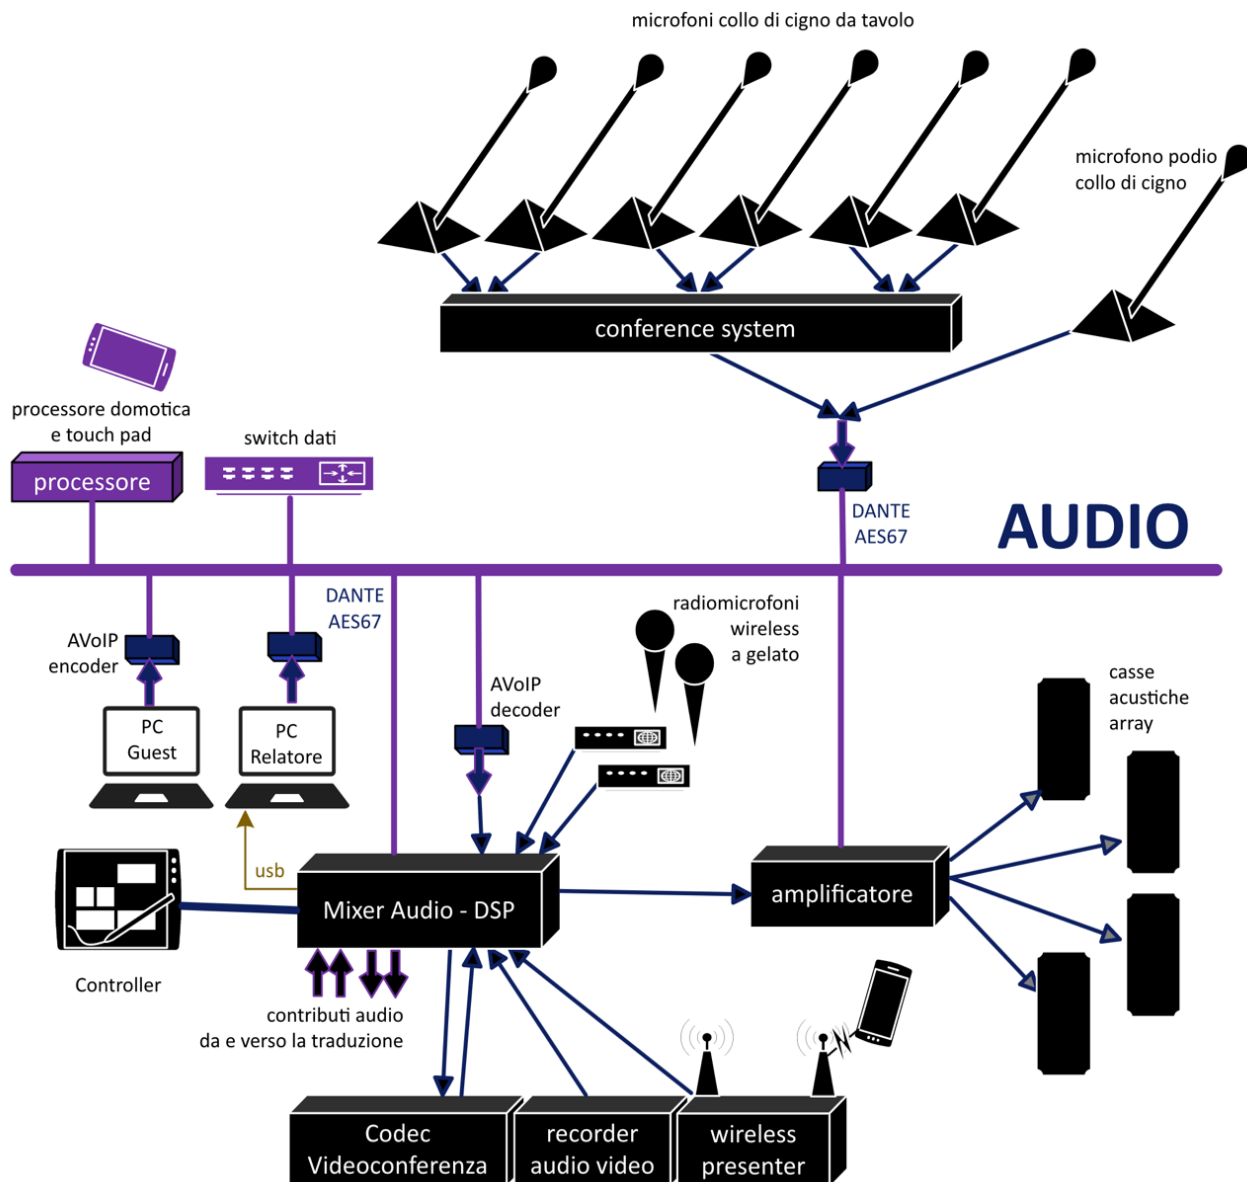 microfoni collo di cigno da tavolo
microfono podio
collo di cigno
conference system
processore domotica
e touch pad
processore
switch dati
DANTE
AES67
AUDIO
DANTE
AES67
AVoIP
encoder
PC
Guest
PC
Relatore
AVoIP
decoder
radiomicrofoni
wireless
a gelato
casse
acustiche
array
usb
Mixer Audio - DSP
amplificatore
Controller
contributi audio
da e verso la traduzione
Codec
Videoconferenza
recorder
audio video
wireless
presenter